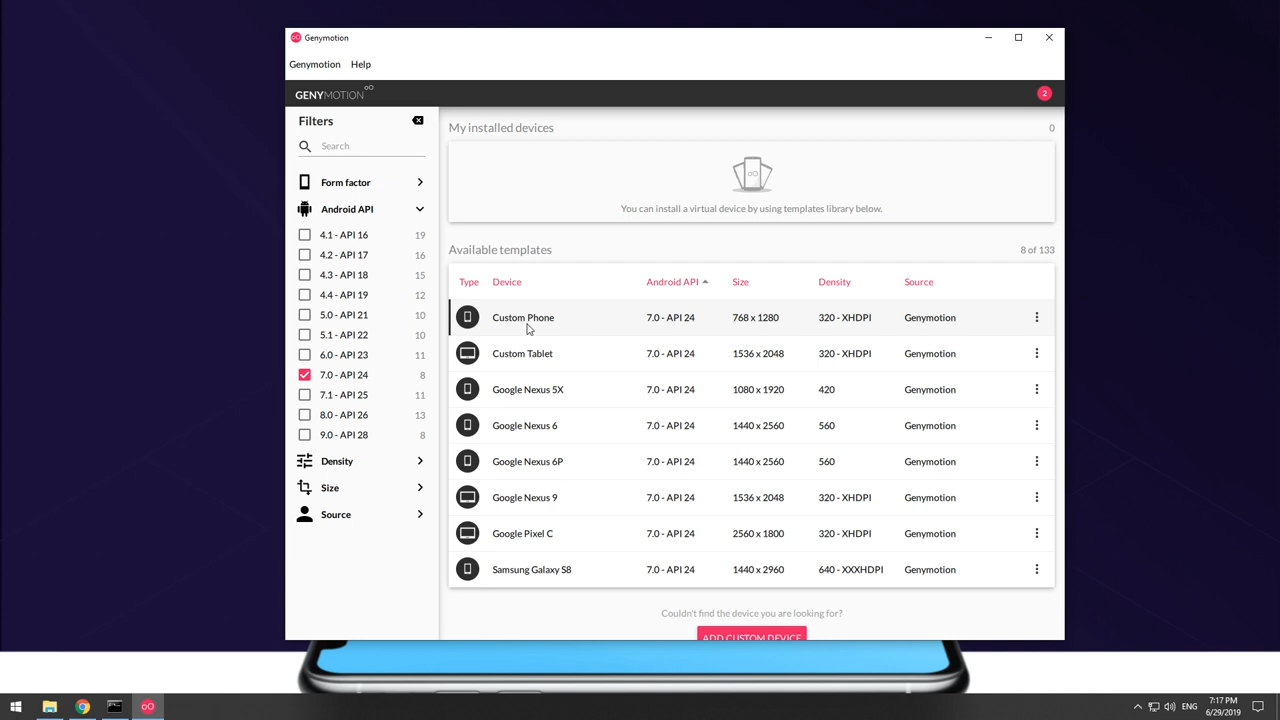 Genymotion
Genymotion Help
GENYMOTION oO
2
Filters
Search
Form factor
Android API
4.1 - API 16 19
4.2 - API 17 16
4.3 - API 18 15
4.4 - API 19 12
5.0 - API 21 10
5.1 - API 22 10
6.0 - API 23 11
7.0 - API 24 8
7.1 - API 25 11
8.0 - API 26 13
9.0 - API 28 8
Density
Size
Source
My installed devices 0
You can install a virtual device by using templates library below.
Available templates 8 of 133
Type Device Android API Size Density Source
Custom Phone 7.0 - API 24 768 x 1280 320 - XHDPI Genymotion
Custom Tablet 7.0 - API 24 1536 x 2048 320 - XHDPI Genymotion
Google Nexus 5X 7.0 - API 24 1080 x 1920 420 Genymotion
Google Nexus 6 7.0 - API 24 1440 x 2560 560 Genymotion
Google Nexus 6P 7.0 - API 24 1440 x 2560 560 Genymotion
Google Nexus 9 7.0 - API 24 1536 x 2048 320 - XHDPI Genymotion
Google Pixel C 7.0 - API 24 2560 x 1800 320 - XHDPI Genymotion
Samsung Galaxy S8 7.0 - API 24 1440 x 2960 640 - XXXHDPI Genymotion
Couldn't find the device you are looking for?
ADD CUSTOM DEVICE
ENG
7:17 PM
6/29/2019